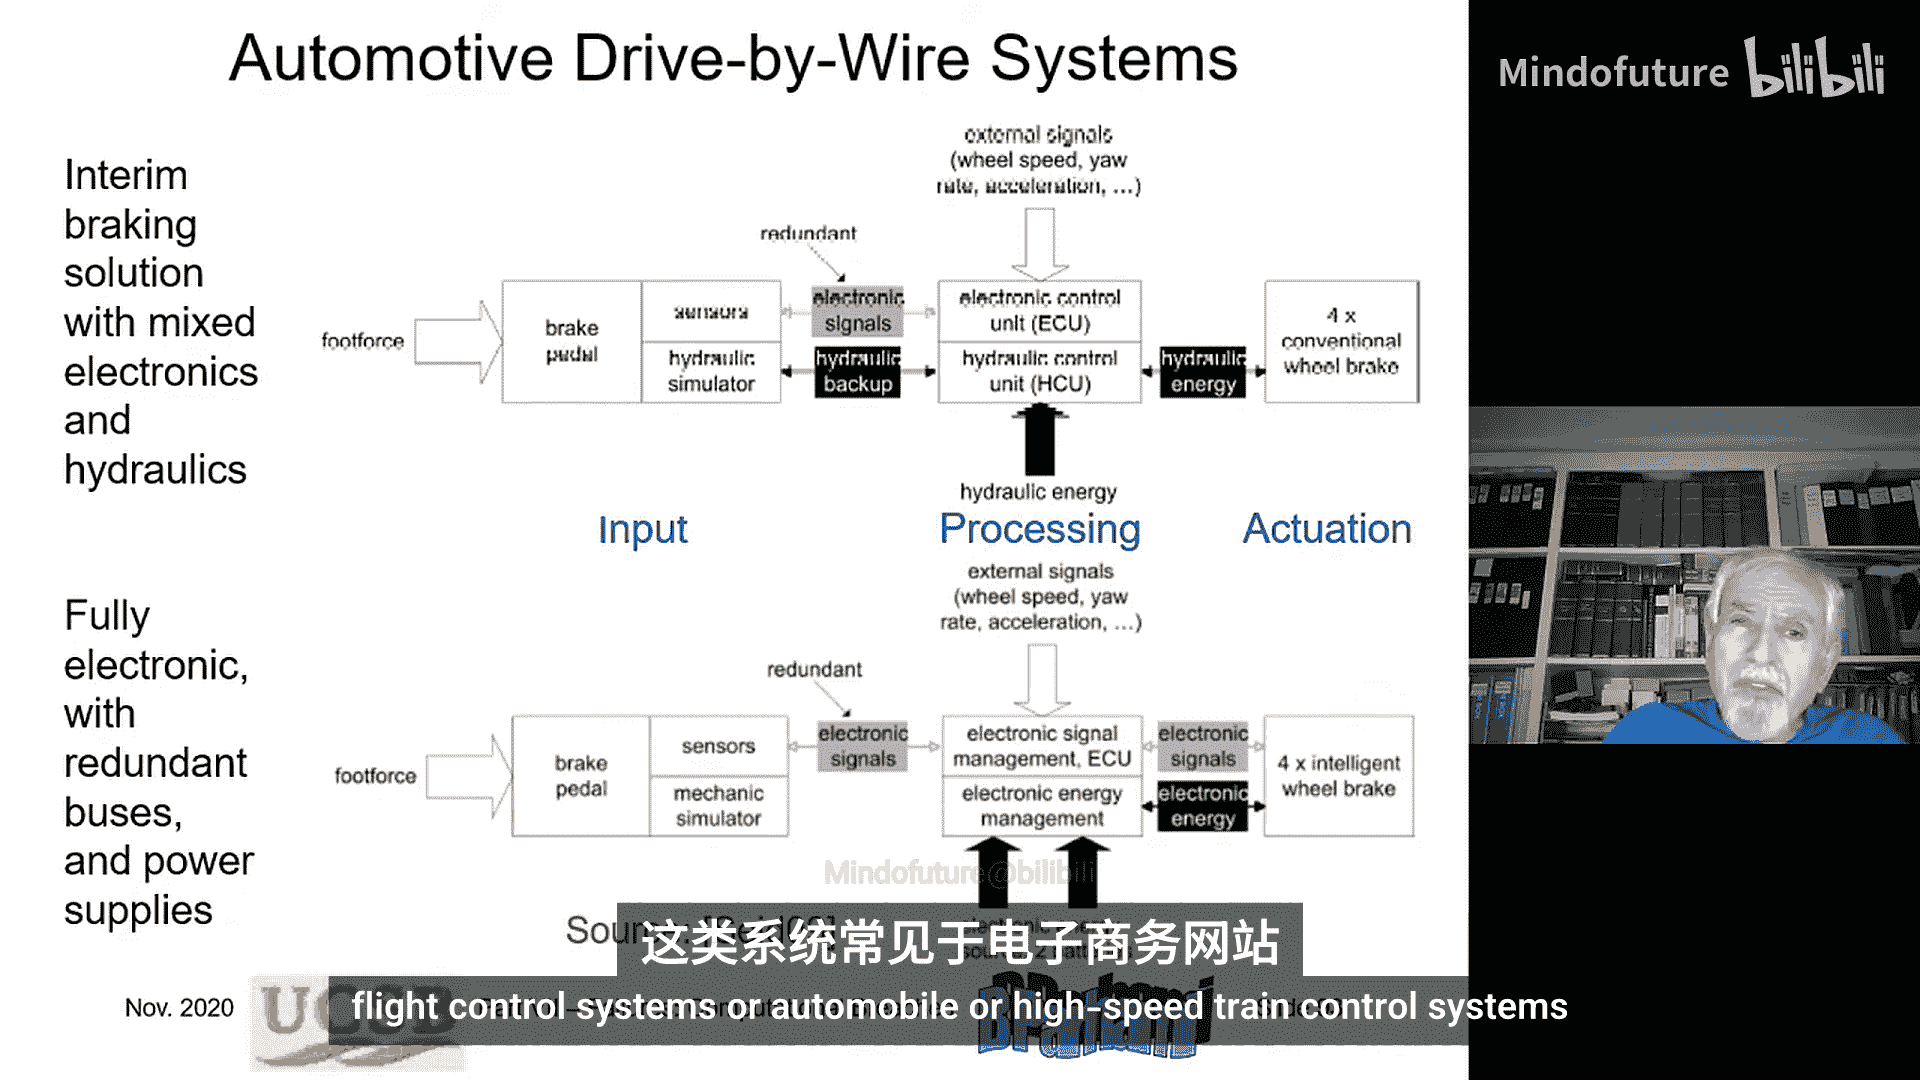 Automotive Drive-by-Wire Systems
Mindofuture bilibili
Interim
braking
solution
with mixed
electronics
and
hydraulics
external signals
(wheel speed, yaw
rate, acceleration, ...)
redundant
footforce
brake
pedal
sensors
hydraulic
simulator
electronic
signals
hydraulic
backup
electronic control
unit (ECU)
hydraulic control
unit (HCU)
hydraulic
energy
4 x
conventional
wheel brake
hydraulic energy
Input
Processing
Actuation
Fully
electronic,
with
redundant
buses,
and power
supplies
external signals
(wheel speed, yaw
rate, acceleration, ...)
redundant
footforce
brake
pedal
sensors
mechanic
simulator
electronic
signals
electronic signal
management, ECU
electronic energy
management
electronic
signals
electronic
energy
4 x intelligent
wheel brake
Mindofuture@bilibili
这类系统常见于电子商务网站
Nov. 2020
UCSB
flight control systems or automobile or high-speed train control systems